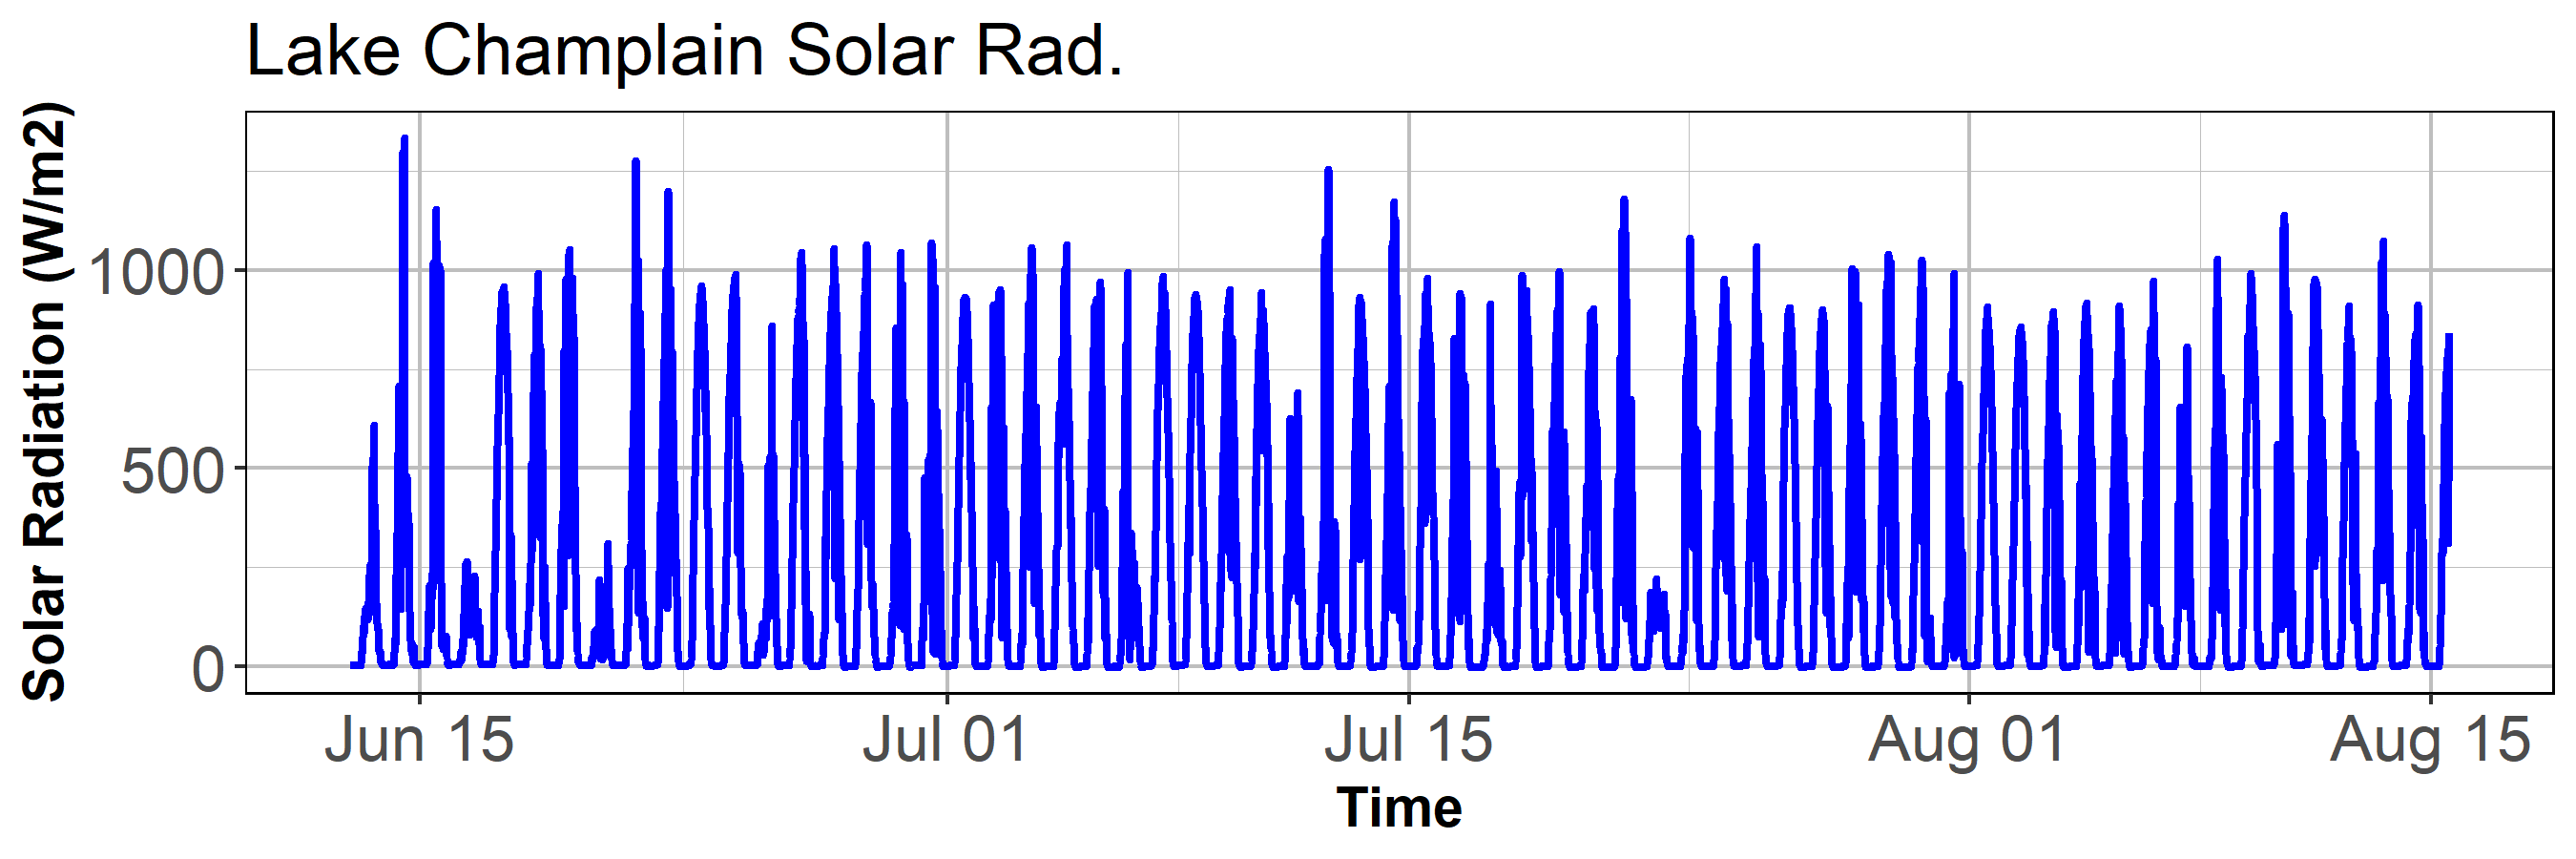 Lake Champlain Solar Rad.
Solar Radiation (W/m2)
1000
500
0
Jun 15 Jul 01 Jul 15 Aug 01 Aug 15
Time